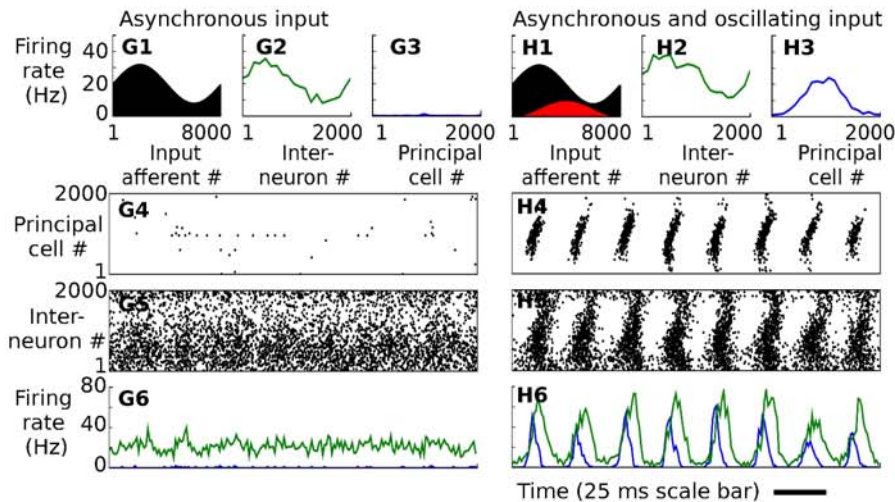 Asynchronous input
Asynchronous and oscillating input
Firing rate (Hz)
40
20
0
G1
G2
G3
H1
H2
H3
1 8000
1 2000
1 2000
1 8000
1 2000
1 2000
Input afferent #
Inter-neuron #
Principal cell #
Input afferent #
Inter-neuron #
Principal cell #
2000
Principal cell #
1
G4
H4
2000
Inter-neuron #
1
G5
H5
80
Firing rate (Hz)
40
0
G6
H6
Time (25 ms scale bar)